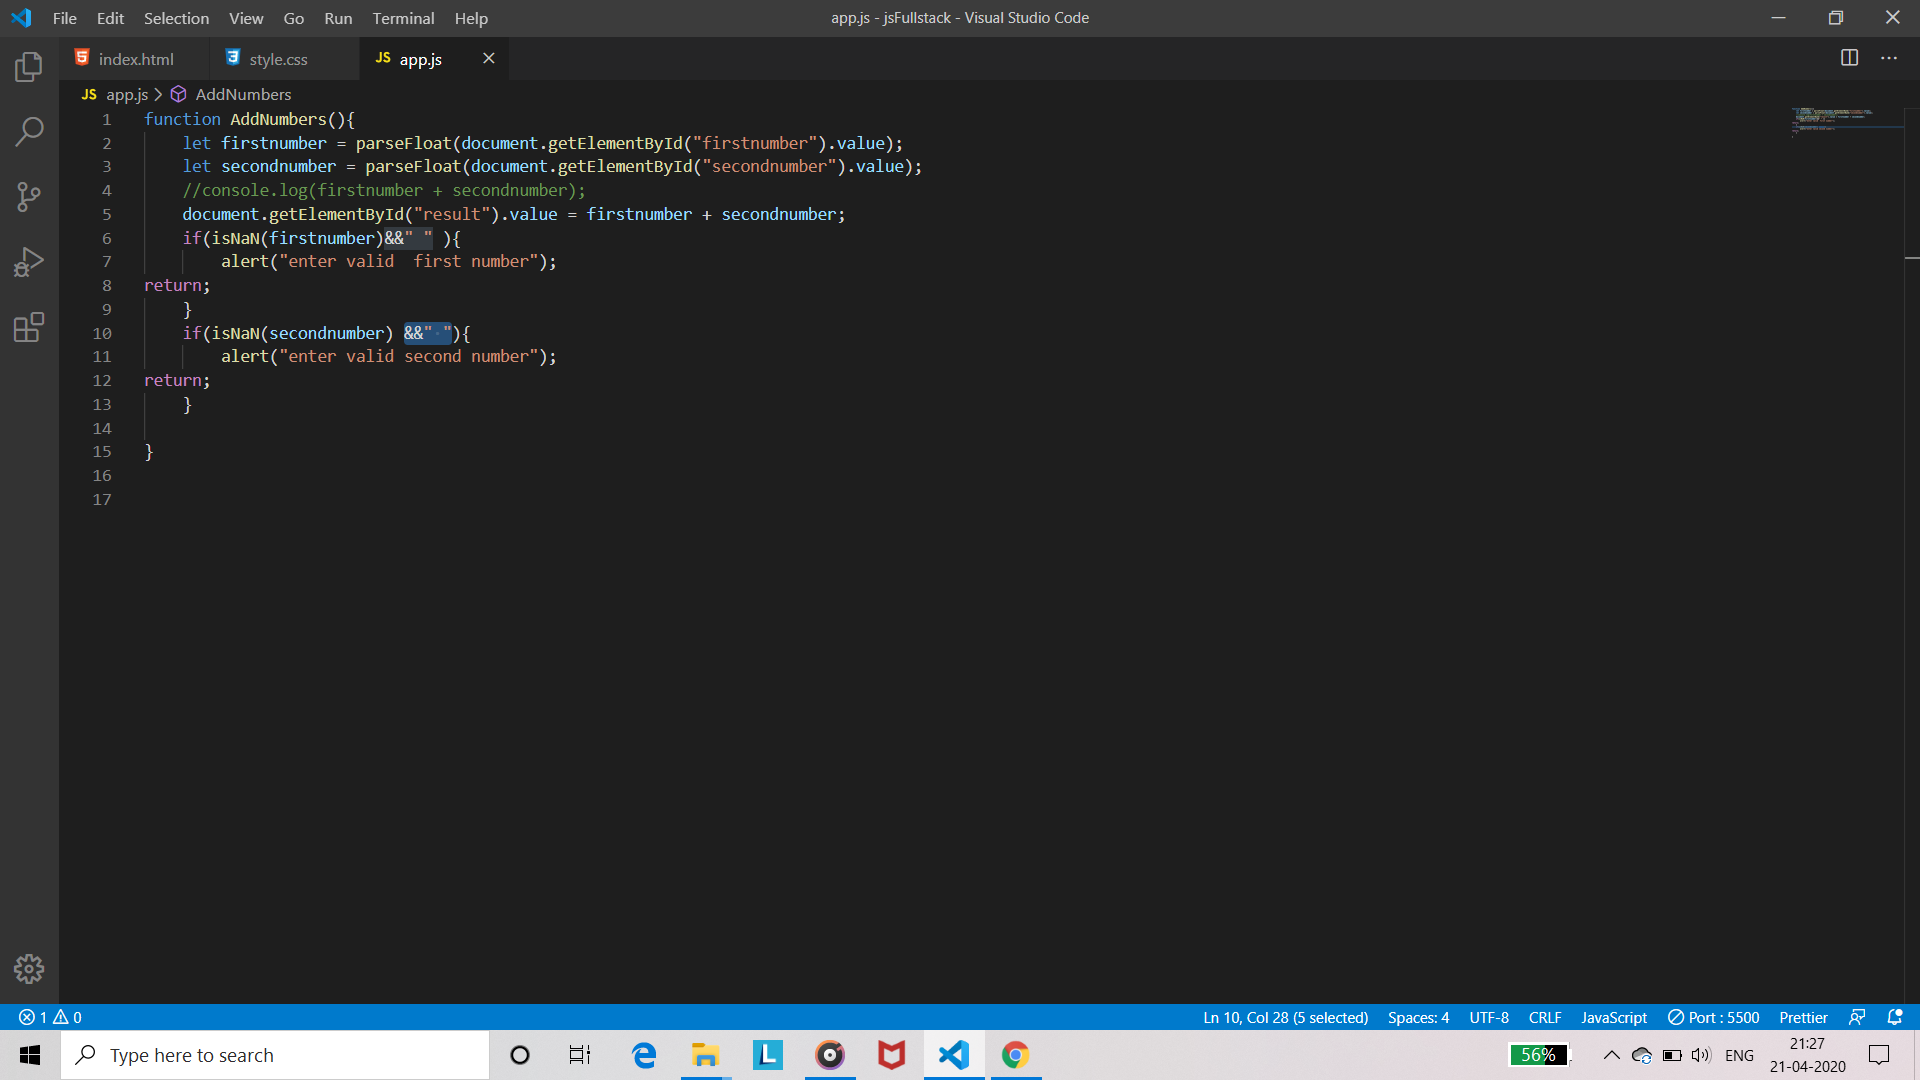 File Edit Selection View Go Run Terminal Help
app.js - jsFullstack - Visual Studio Code
index.html
style.css
JS app.js
JS app.js AddNumbers
1 function AddNumbers(){
2 let firstnumber = parseFloat(document.getElementById("firstnumber").value);
3 let secondnumber = parseFloat(document.getElementById("secondnumber").value);
4 //console.log(firstnumber + secondnumber);
5 document.getElementById("result").value = firstnumber + secondnumber;
6 if(isNaN(firstnumber)&&" " ){
7 alert("enter valid  first number");
8 return;
9 }
10 if(isNaN(secondnumber) &&"·"){
11 alert("enter valid second number");
12 return;
13 }
14
15 }
16
17
1 0
Ln 10, Col 28 (5 selected) Spaces: 4 UTF-8 CRLF JavaScript Port : 5500 Prettier
Type here to search
L
56%
ENG
21:27
21-04-2020